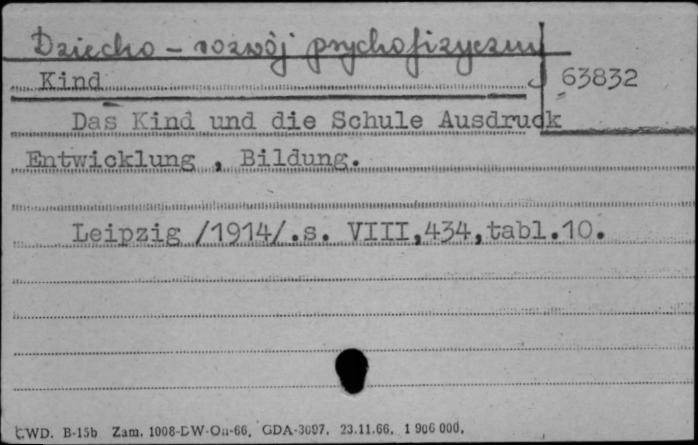 Dziecko – rozwój psychofizyczny
Kind
63832
Das Kind und die Schule Ausdruck
Entwicklung , Bildung.
Leipzig /1914/.s. VIII,434,tabl.10.
CWD. B-15b Zam. 1008-DW-On-66. GDA-3097. 23.11.66. 1 906 000.